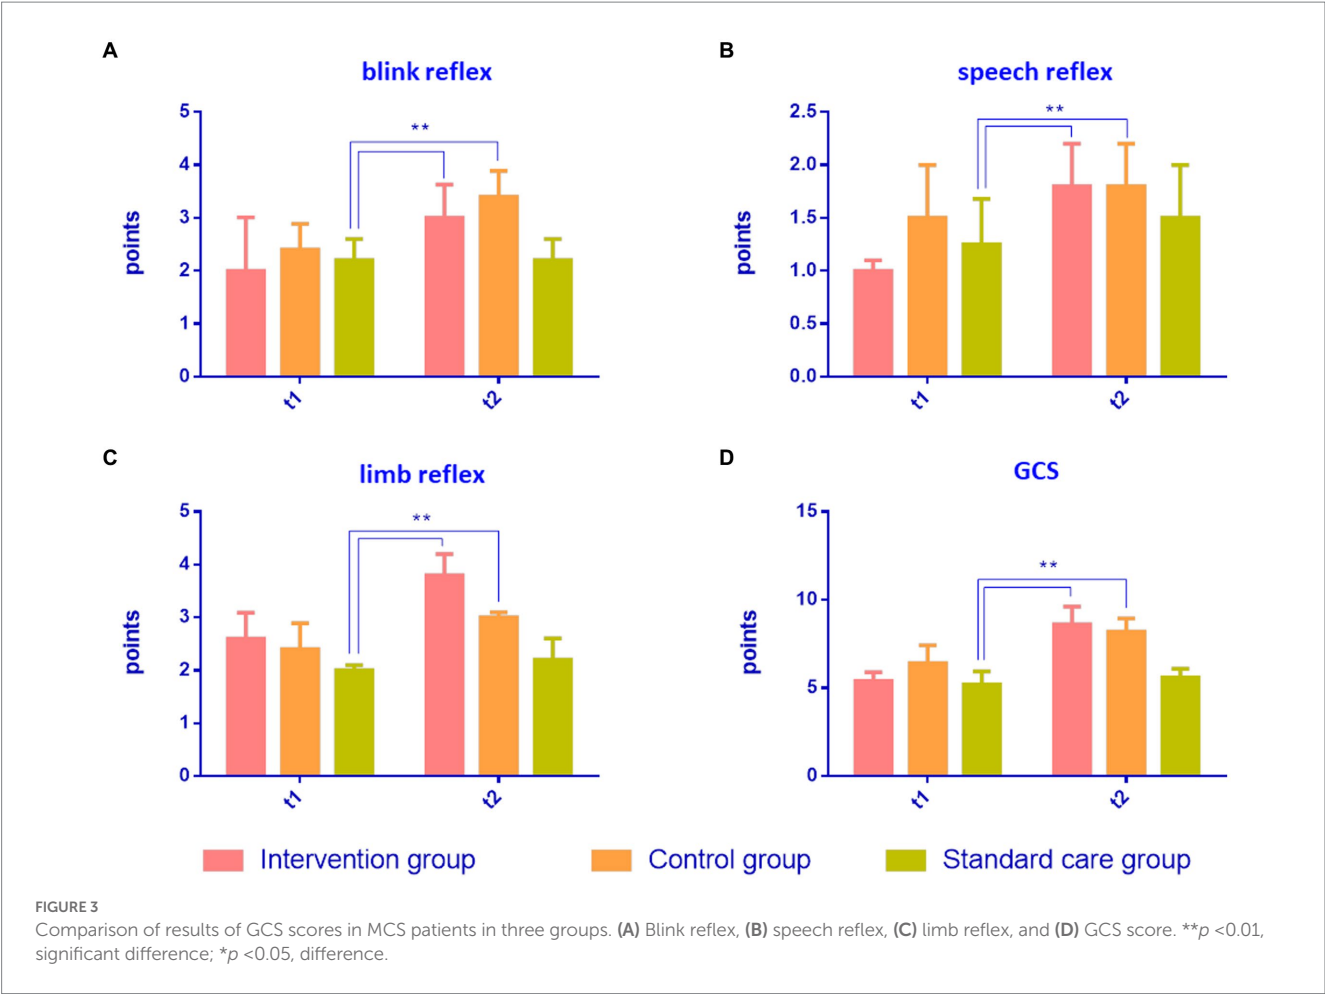 A
blink reflex
5
4
3
2
1
0
points
**
t1
t2
B
speech reflex
2.5
2.0
1.5
1.0
0.5
0.0
points
**
t1
t2
C
limb reflex
5
4
3
2
1
0
points
**
t1
t2
D
GCS
15
10
5
0
points
**
t1
t2
Intervention group
Control group
Standard care group
FIGURE 3
Comparison of results of GCS scores in MCS patients in three groups. (A) Blink reflex, (B) speech reflex, (C) limb reflex, and (D) GCS score. **p <0.01,
significant difference; *p <0.05, difference.